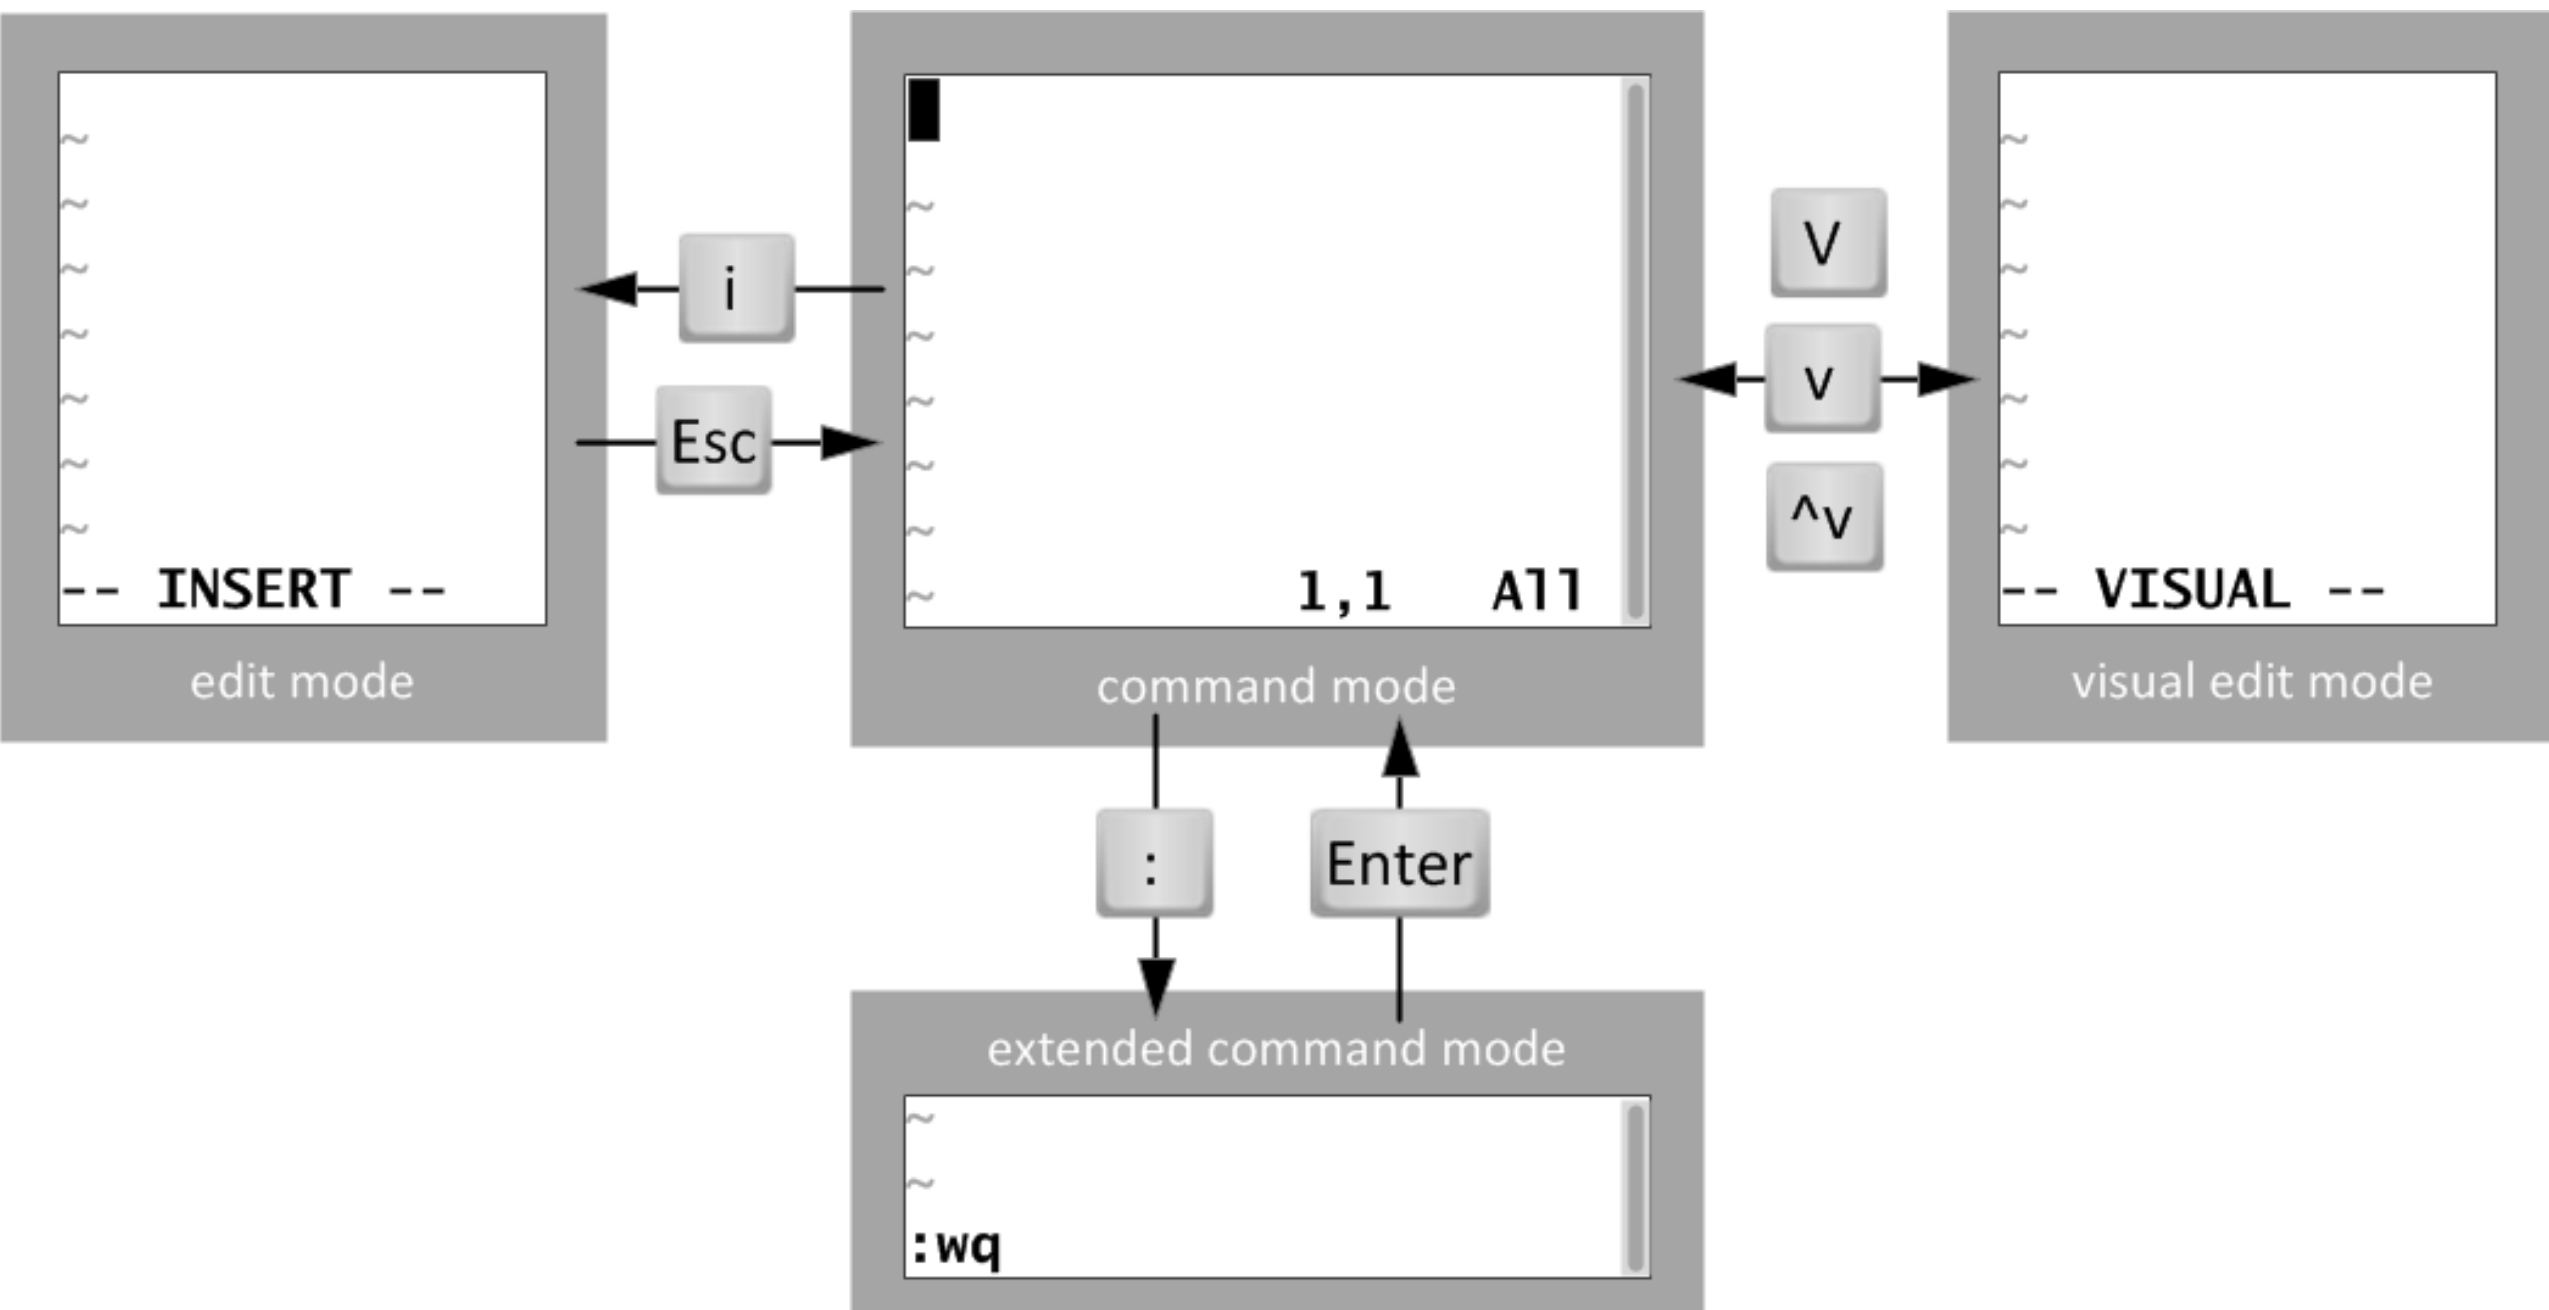 ~
~
~
~
~
~
~
-- INSERT --
edit mode
i
Esc
~
~
~
~
~
~
~ 1,1 All
command mode
V
v
^v
~
~
~
~
~
~
~
-- VISUAL --
visual edit mode
:
Enter
extended command mode
~
~
:wq